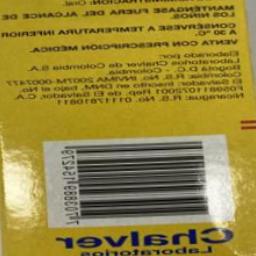 ADMINISTRACIÓN: Oral.
MANTÉNGASE FUERA DEL ALCANCE DE
LOS NIÑOS.
CONSÉRVESE A TEMPERATURA INFERIOR
A 30 °C.
VENTA CON PRESCRIPCIÓN MÉDICA.
Elaborado por:
Laboratorios Chalver de Colombia S.A.
Bogotá D.C. - Colombia.
Colombia: No. R.S. INVIMA 2007M-0007477
El Salvador: Inscrito en DNM, bajo el No.
Rep. de El Salvador, C.A.
Nicaragua: No. R.S.
Chalver
Laboratorios